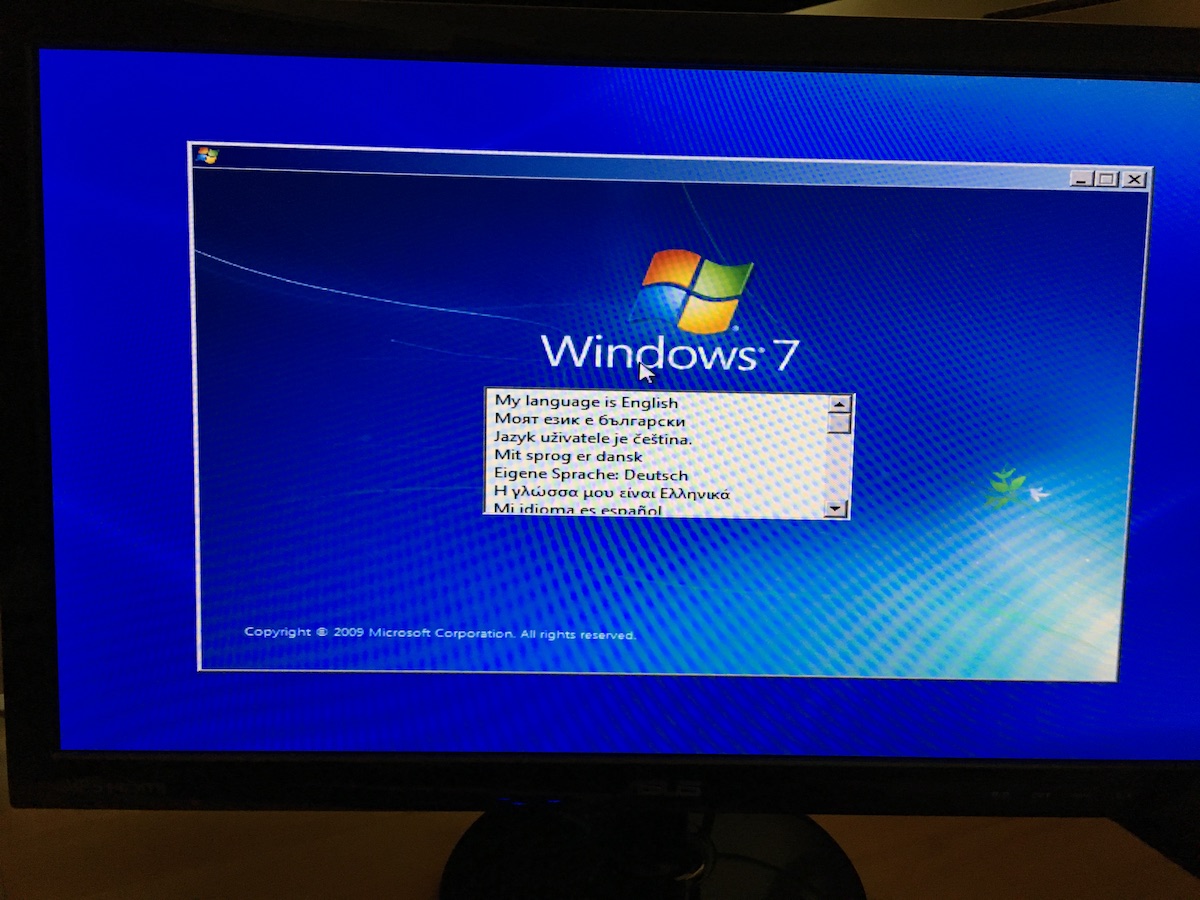 Windows® 7
My language is English
Моят език е български
Jazyk uživatele je čeština.
Mit sprog er dansk
Eigene Sprache: Deutsch
Η γλώσσα μου είναι Ελληνικά
Mi idioma es español
Copyright © 2009 Microsoft Corporation. All rights reserved.
ASUS